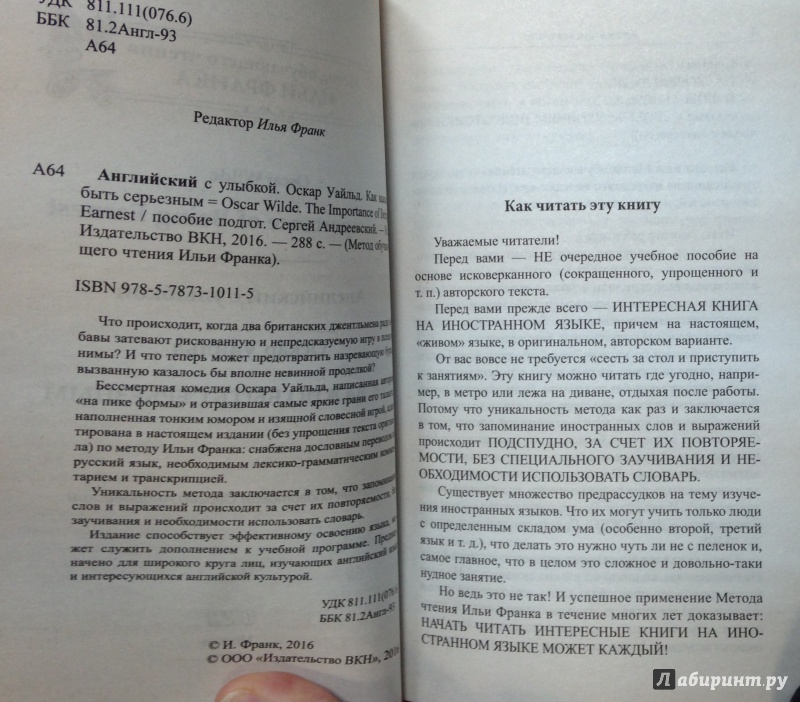 УДК 811.111(076.6)
ББК 81.2Англ-93
А64
Редактор Илья Франк
А64
Английский с улыбкой. Оскар Уайльд. Как
быть серьезным = Oscar Wilde. The Importance of
Earnest / пособие подгот. Сергей Андреевский. —
Издательство ВКН, 2016. — 288 с. — (Метод обучаю-
щего чтения Ильи Франка).
ISBN 978-5-7873-1011-5
Что происходит, когда два британских джентльмена
бавы затевают рискованную и непредсказуемую игру в
нимы? И что теперь может предотвратить назревающую
вызванную казалось бы вполне невинной проделкой?
Бессмертная комедия Оскара Уайльда, написанная
«на пике формы» и отразившая самые яркие грани его
наполненная тонким юмором и изящной словесной игрой,
тирована в настоящем издании (без упрощения текста
ла) по методу Ильи Франка: снабжена дословным переводом
русский язык, необходимым лексико-грамматическим
тарием и транскрипцией.
Уникальность метода заключается в том, что
слов и выражений происходит за счет их повторяемости,
заучивания и необходимости использовать словарь.
Издание способствует эффективному освоению языка,
жет служить дополнением к учебной программе.
начено для широкого круга лиц, изучающих английский
и интересующихся английской культурой.
УДК 811.111(076.6)
ББК 81.2Англ-93
© И. Франк, 2016
© ООО «Издательство ВКН», 2016
Как читать эту книгу
Уважаемые читатели!
Перед вами — НЕ очередное учебное пособие на
основе исковерканного (сокращенного, упрощенного и
т. п.) авторского текста.
Перед вами прежде всего — ИНТЕРЕСНАЯ КНИГА
НА ИНОСТРАННОМ ЯЗЫКЕ, причем на настоящем,
«живом» языке, в оригинальном, авторском варианте.
От вас вовсе не требуется «сесть за стол и приступить
к занятиям». Эту книгу можно читать где угодно, напри-
мер, в метро или лежа на диване, отдыхая после работы.
Потому что уникальность метода как раз и заключается
в том, что запоминание иностранных слов и выражений
происходит ПОДСПУДНО, ЗА СЧЕТ ИХ ПОВТОРЯЕ-
МОСТИ, БЕЗ СПЕЦИАЛЬНОГО ЗАУЧИВАНИЯ И НЕ-
ОБХОДИМОСТИ ИСПОЛЬЗОВАТЬ СЛОВАРЬ.
Существует множество предрассудков на тему изуче-
ния иностранных языков. Что их могут учить только люди
с определенным складом ума (особенно второй, третий
язык и т. д.), что делать это нужно чуть ли не с пеленок и,
самое главное, что в целом это сложное и довольно-таки
нудное занятие.
Но ведь это не так! И успешное применение Метода
чтения Ильи Франка в течение многих лет доказывает:
НАЧАТЬ ЧИТАТЬ ИНТЕРЕСНЫЕ КНИГИ НА ИНО-
СТРАННОМ ЯЗЫКЕ МОЖЕТ КАЖДЫЙ!
Лабиринт.ру